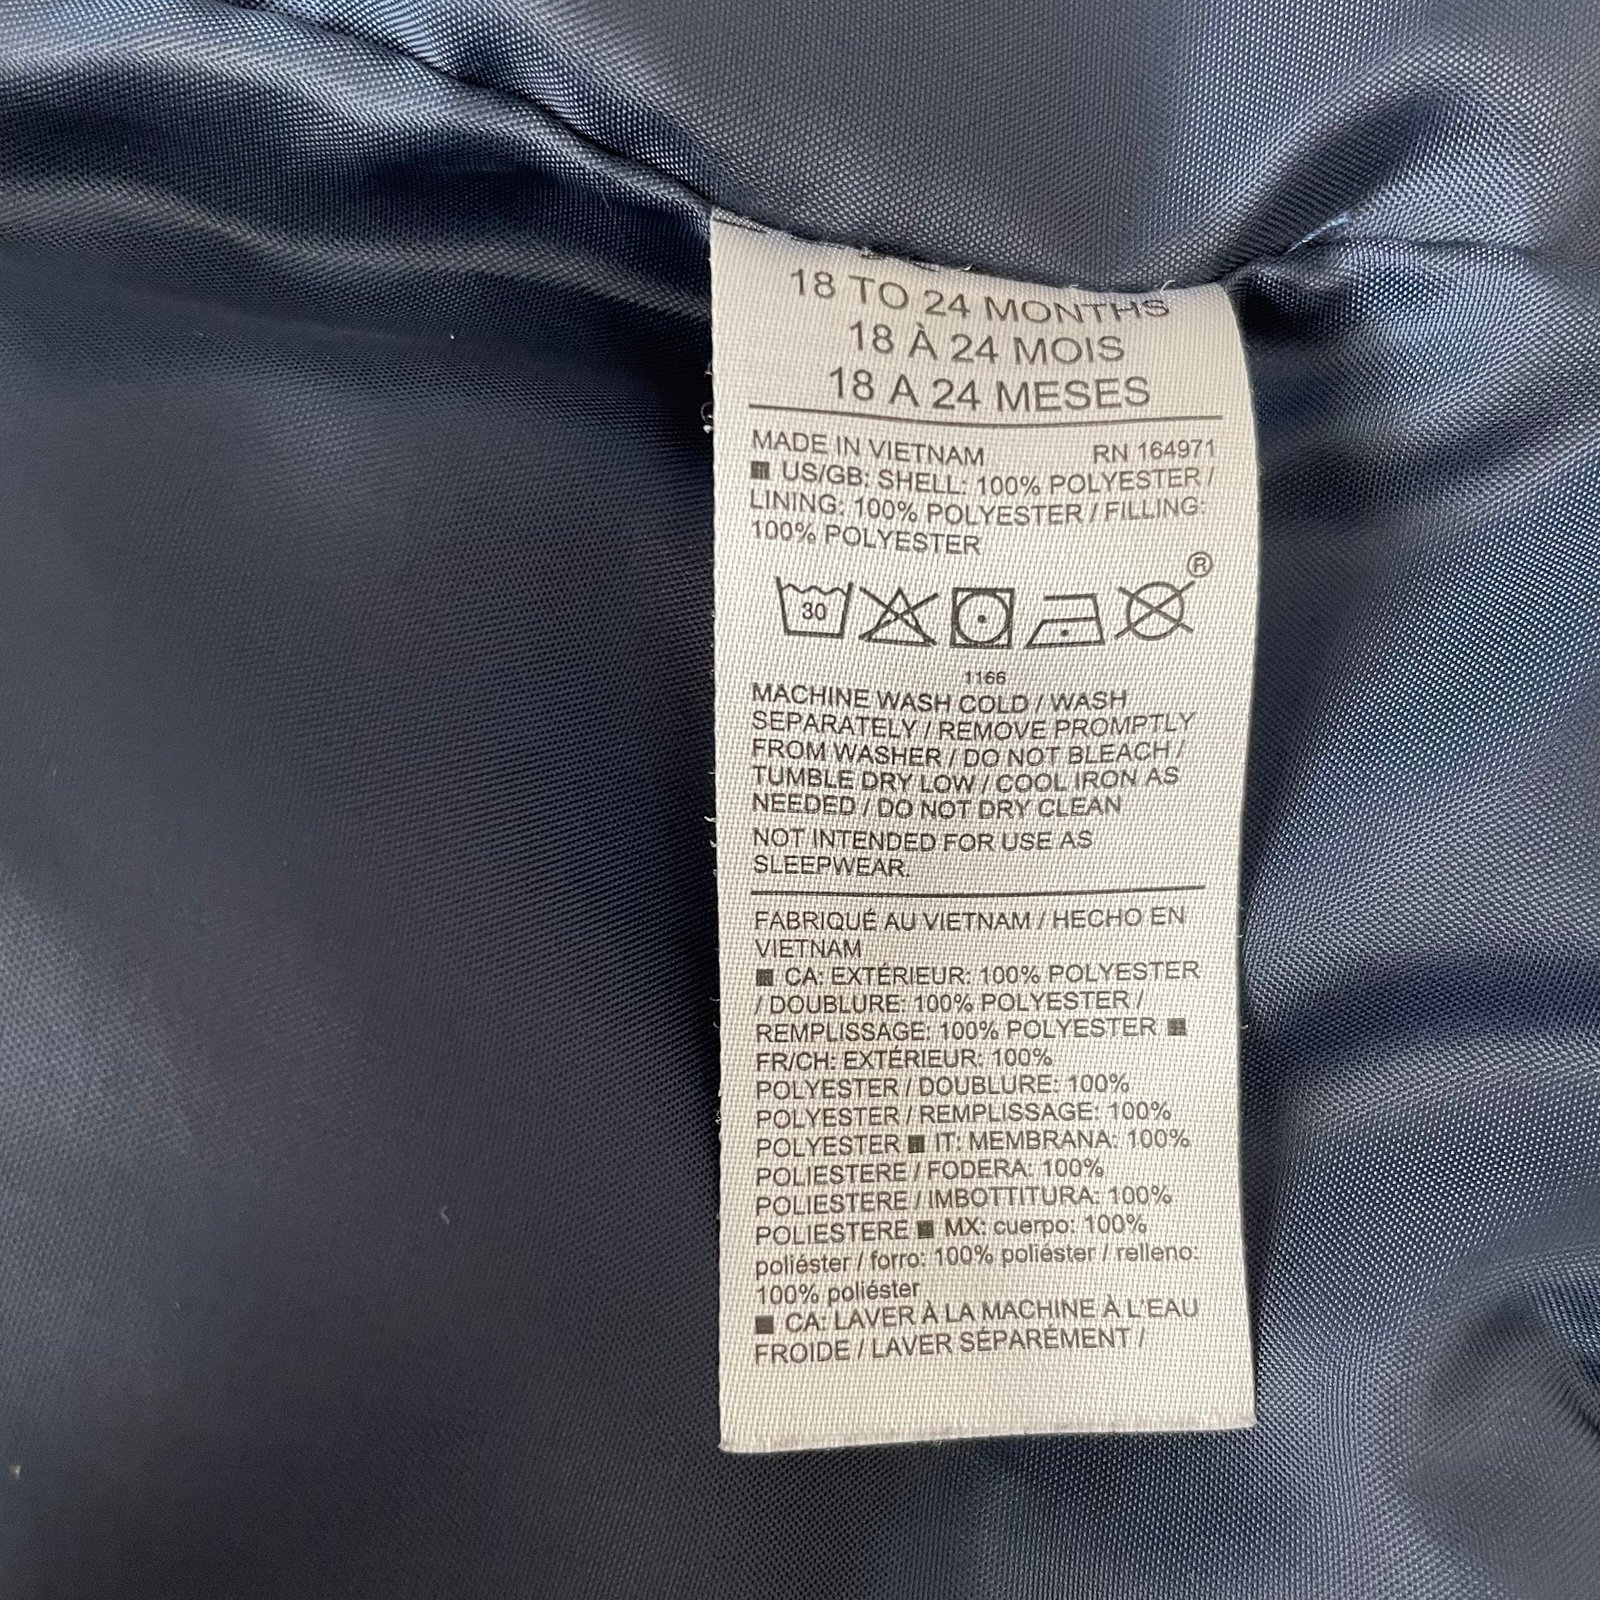 18 TO 24 MONTHS
18 À 24 MOIS
18 A 24 MESES
MADE IN VIETNAM RN 164971
■ US/GB: SHELL: 100% POLYESTER /
LINING: 100% POLYESTER / FILLING:
100% POLYESTER
®
30
1166
MACHINE WASH COLD / WASH
SEPARATELY / REMOVE PROMPTLY
FROM WASHER / DO NOT BLEACH /
TUMBLE DRY LOW / COOL IRON AS
NEEDED / DO NOT DRY CLEAN
NOT INTENDED FOR USE AS
SLEEPWEAR.
FABRIQUÉ AU VIETNAM / HECHO EN
VIETNAM
■ CA: EXTÉRIEUR: 100% POLYESTER
/ DOUBLURE: 100% POLYESTER /
REMPLISSAGE: 100% POLYESTER ■
FR/CH: EXTÉRIEUR: 100%
POLYESTER / DOUBLURE: 100%
POLYESTER / REMPLISSAGE: 100%
POLYESTER ■ IT: MEMBRANA: 100%
POLIESTERE / FODERA: 100%
POLIESTERE / IMBOTTITURA: 100%
POLIESTERE ■ MX: cuerpo: 100%
poliéster / forro: 100% poliéster / relleno:
100% poliéster
■ CA: LAVER À LA MACHINE À L'EAU
FROIDE / LAVER SÉPARÉMENT /